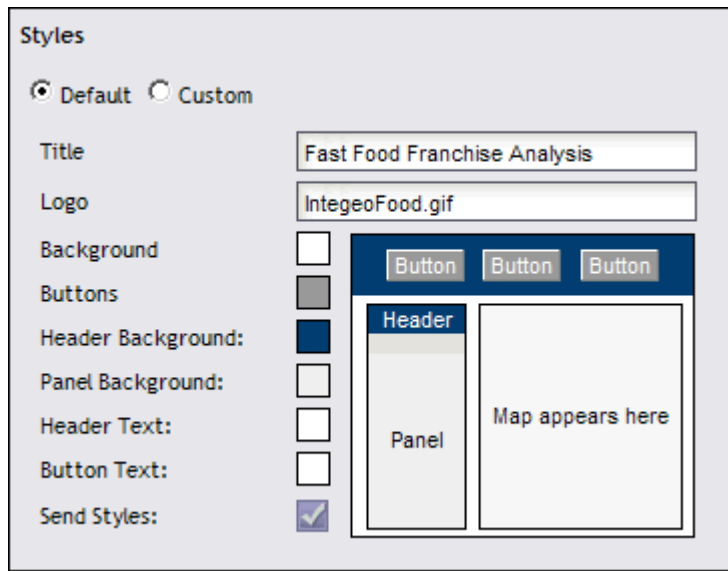 Styles
Default Custom
Title Fast Food Franchise Analysis
Logo IntegeoFood.gif
Background
Buttons
Header Background:
Panel Background:
Header Text:
Button Text:
Send Styles:
Button Button Button
Header
Panel
Map appears here